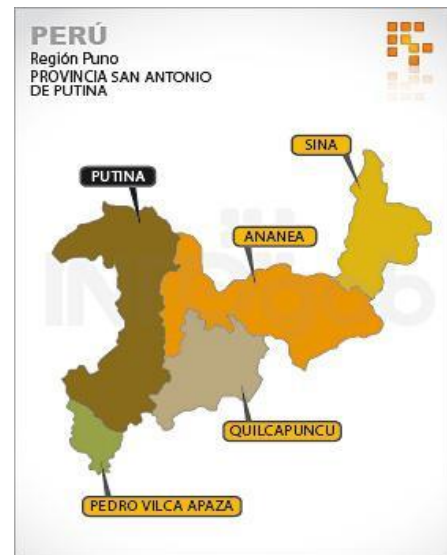 PERÚ
Región Puno
PROVINCIA SAN ANTONIO
DE PUTINA
SINA
PUTINA
ANANEA
QUILCAPUNCU
PEDRO VILCA APAZA